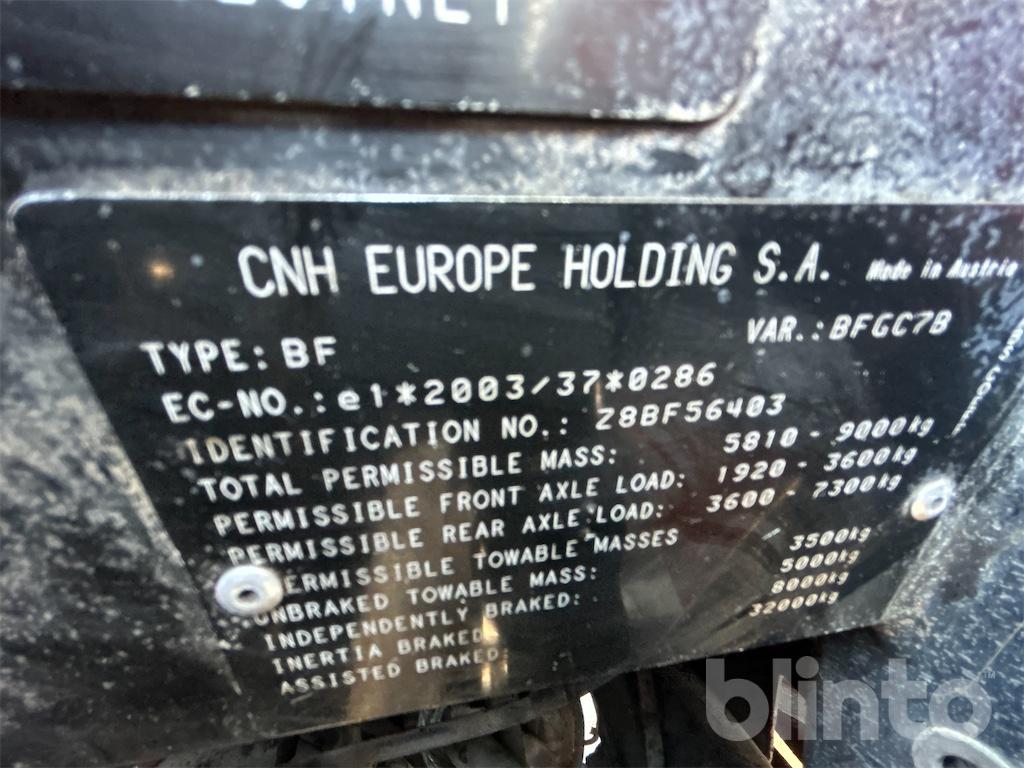 CNH EUROPE HOLDING S.A. Made in Austria
TYPE: BF VAR.: BFGC7B
EC-NO.: e1*2003/37*0286
IDENTIFICATION NO.: Z8BF56403
TOTAL PERMISSIBLE MASS: 5810 - 9000kg
PERMISSIBLE FRONT AXLE LOAD: 1920 - 3600kg
PERMISSIBLE REAR AXLE LOAD: 3600 - 7300kg
PERMISSIBLE TOWABLE MASSES
UNBRAKED TOWABLE MASS: 3500kg
INDEPENDENTLY BRAKED: 5000kg
INERTIA BRAKED: 8000kg
ASSISTED BRAKED: 32000kg
blinto